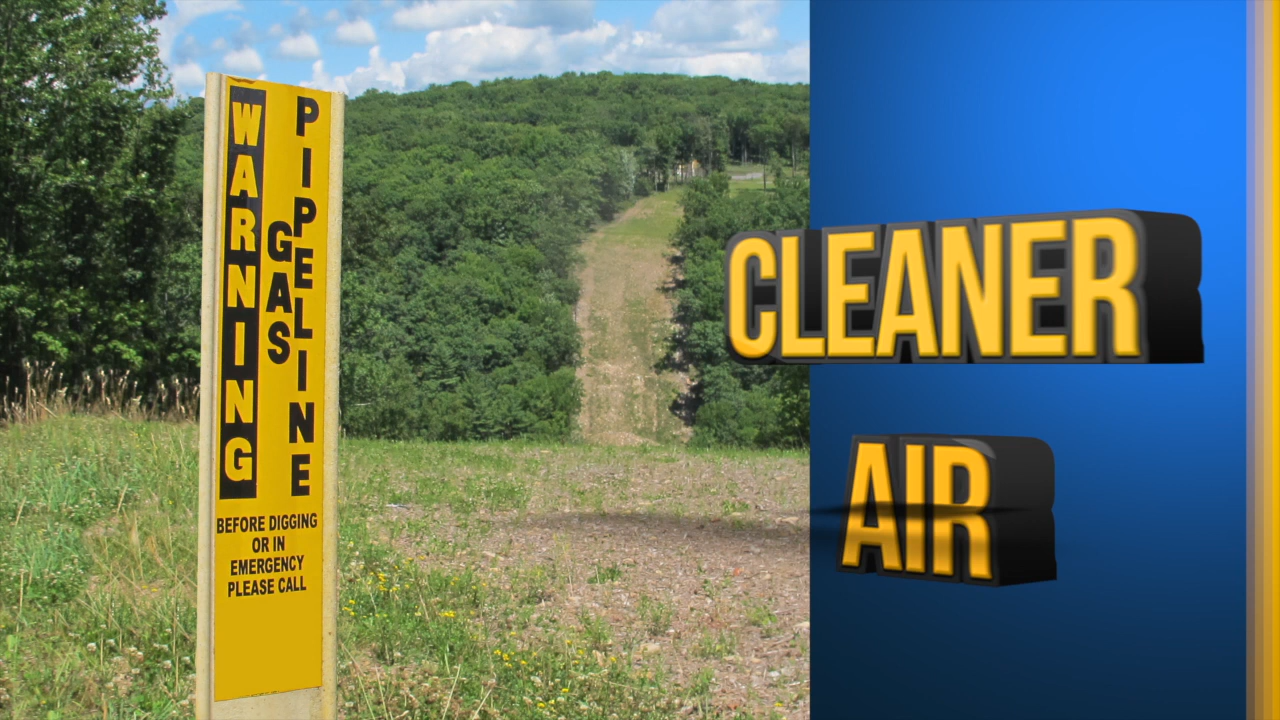 WARNING
GAS
PIPELINE
BEFORE DIGGING
OR IN
EMERGENCY
PLEASE CALL
CLEANER
AIR